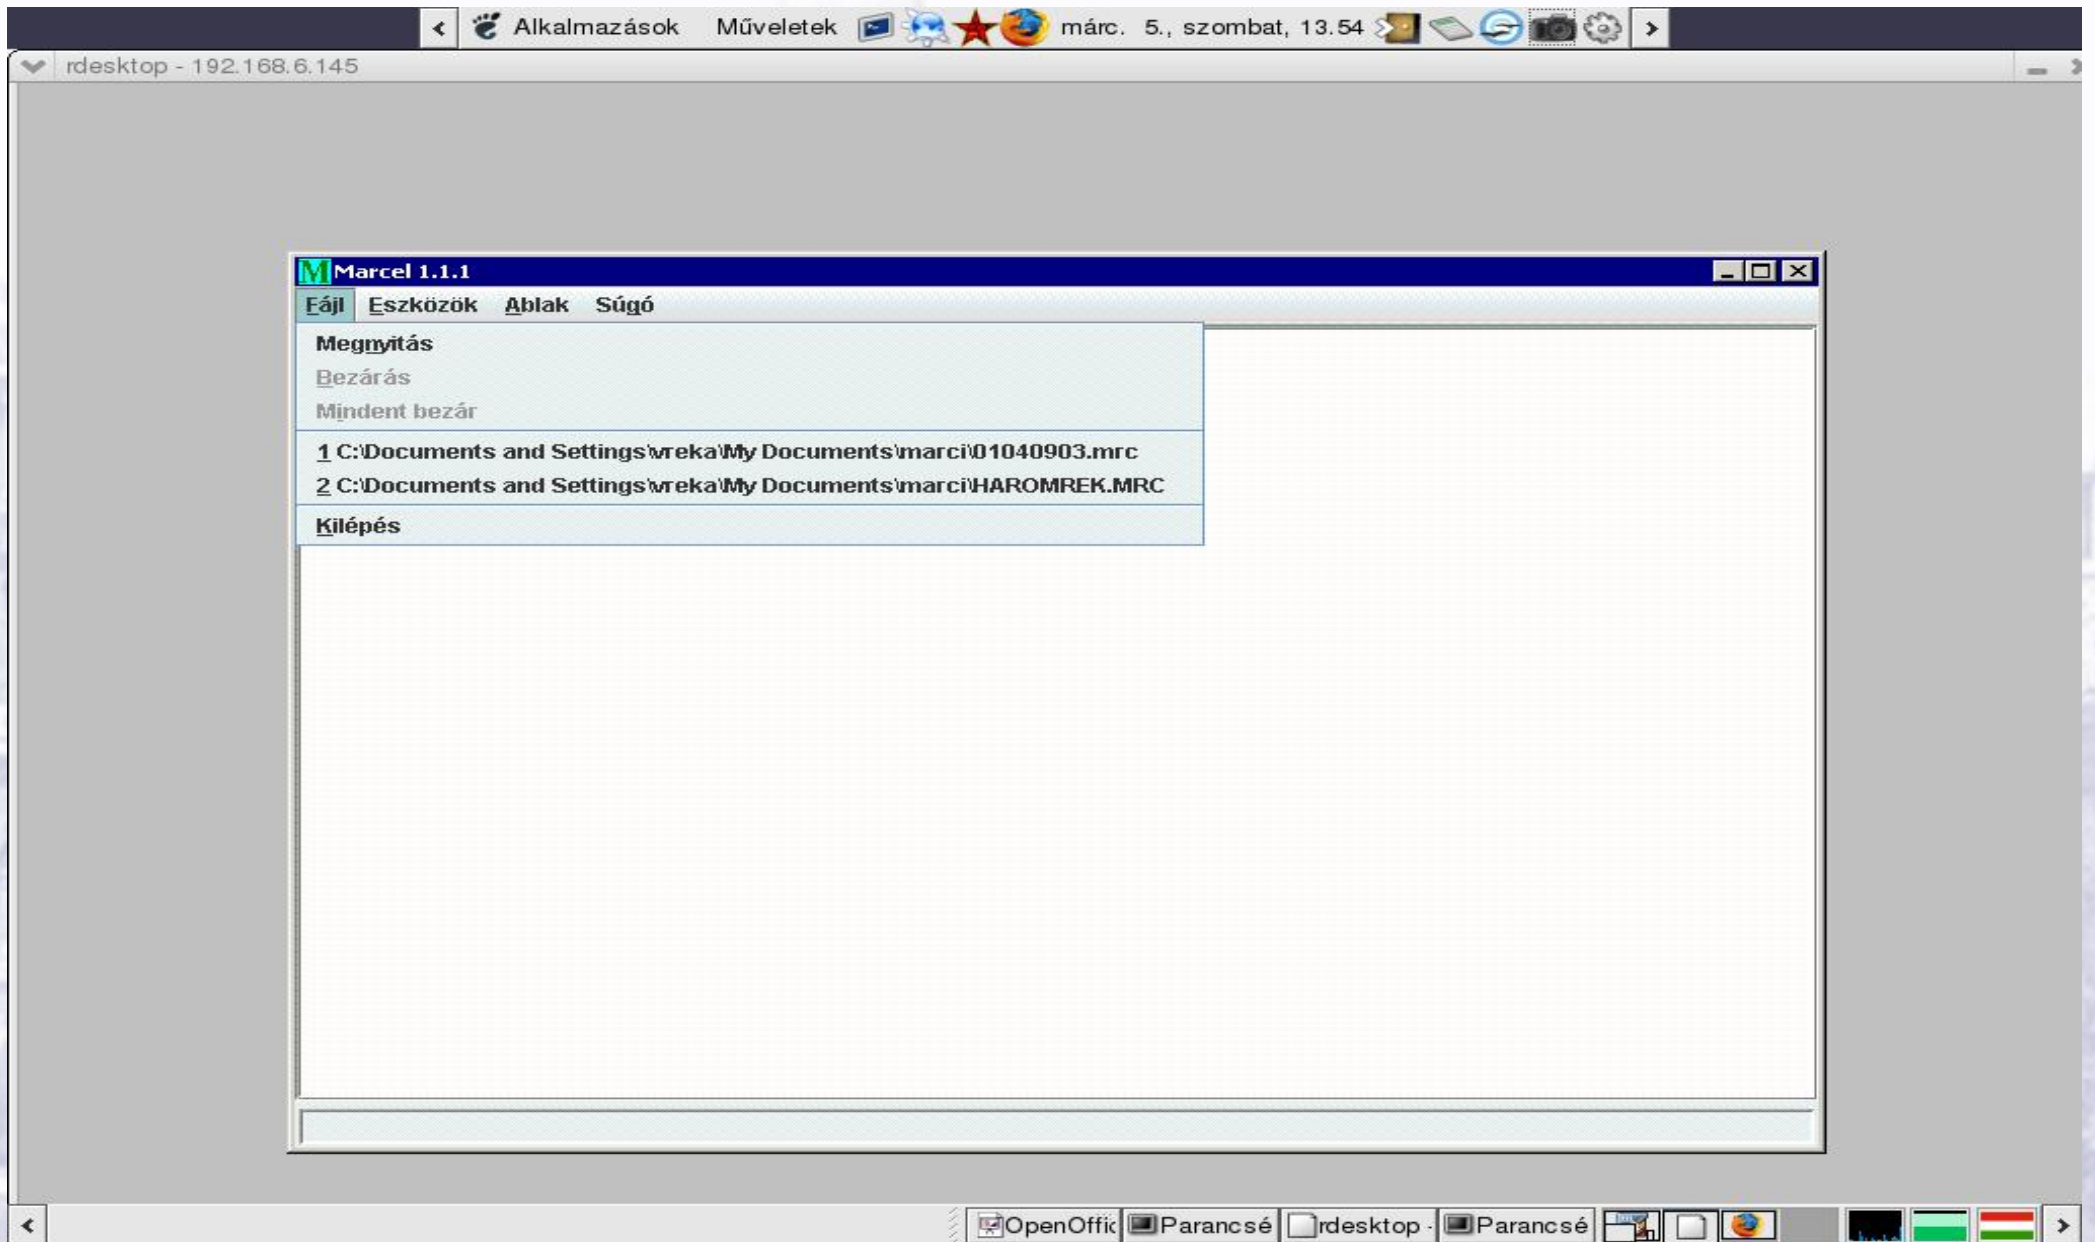 Alkalmazások Műveletek márc. 5., szombat, 13.54
rdesktop - 192.168.6.145
Marcel 1.1.1
Fájl Eszközök Ablak Súgó
Megnyitás
Bezárás
Mindent bezár
1 C:\Documents and Settings\vreka\My Documents\marci\01040903.mrc
2 C:\Documents and Settings\vreka\My Documents\marci\HAROMREK.MRC
Kilépés
OpenOffic Parancsé rdesktop - Parancsé